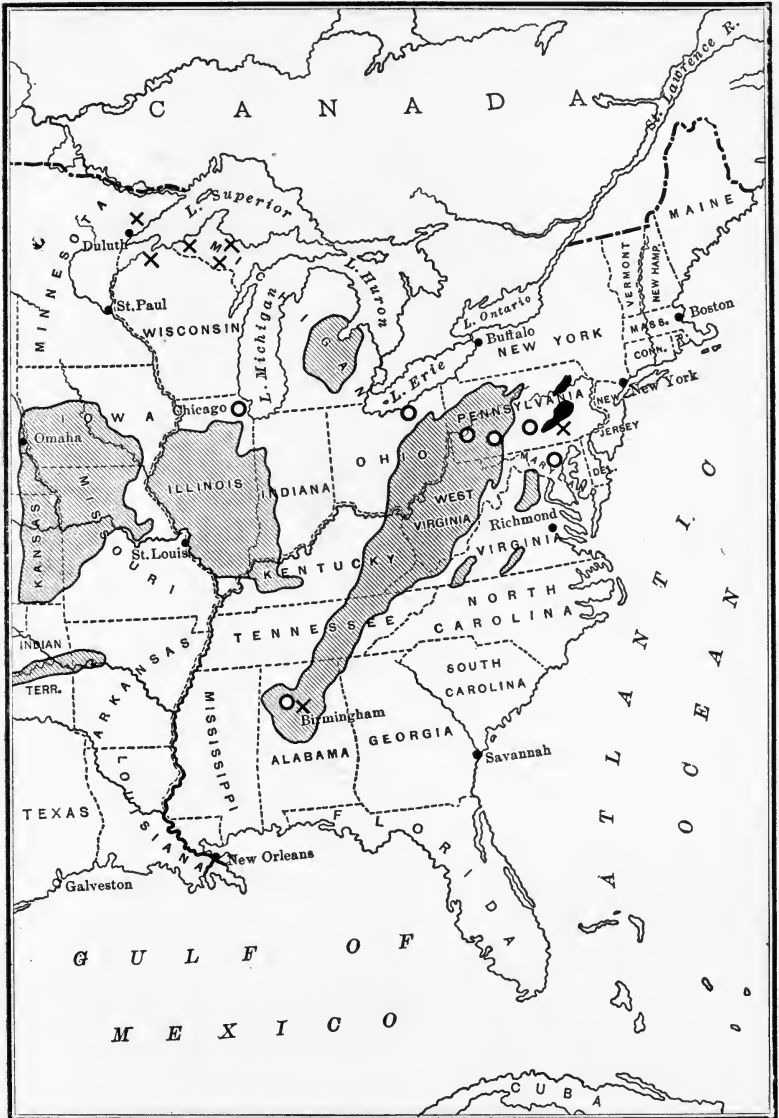 CANADA
St. Lawrence R.
MAINE
L. Superior
MINNESOTA
Duluth
MICHIGAN
L. Huron
VERMONT
NEW HAMP.
St. Paul
WISCONSIN
L. Michigan
L. Ontario
Buffalo
NEW YORK
MASS.
Boston
CONN.
R.
L. Erie
IOWA
Chicago
PENNSYLVANIA
New York
NEW JERSEY
Omaha
OHIO
ILLINOIS
INDIANA
MAR
DEL.
KANSAS
MISSOURI
WEST
VIRGINIA
Richmond
St. Louis
KENTUCKY
VIRGINIA
INDIAN
TERR.
ARKANSAS
TENNESSEE
NORTH
CAROLINA
SOUTH
CAROLINA
ATLANTIC
OCEAN
MISSISSIPPI
Birmingham
ALABAMA
GEORGIA
Savannah
TEXAS
LOUISIANA
FLORIDA
New Orleans
Galveston
GULF OF
MEXICO
CUBA